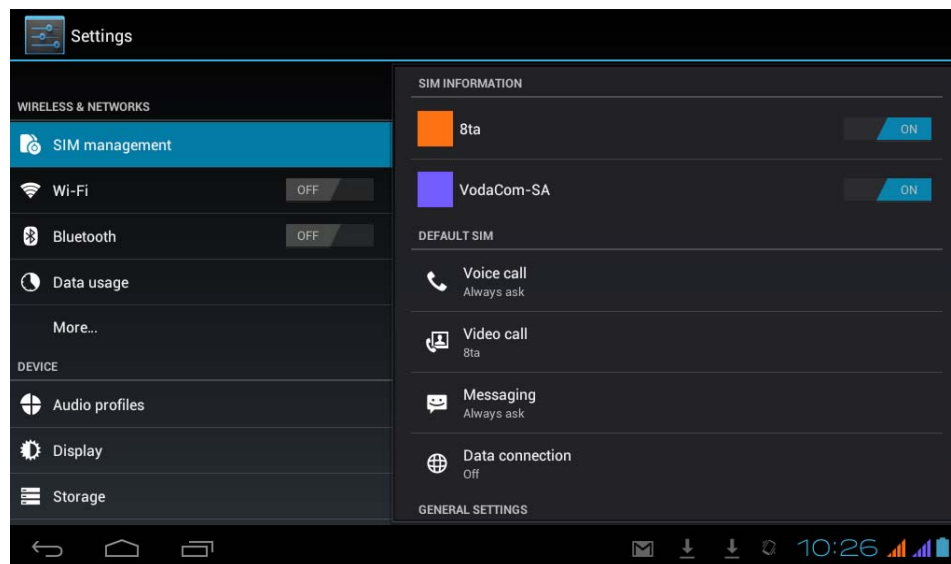 Settings
WIRELESS & NETWORKS
SIM management
Wi-Fi OFF
Bluetooth OFF
Data usage
More...
DEVICE
Audio profiles
Display
Storage
SIM INFORMATION
8ta ON
VodaCom-SA ON
DEFAULT SIM
Voice call
Always ask
Video call
8ta
Messaging
Always ask
Data connection
Off
GENERAL SETTINGS
10:26